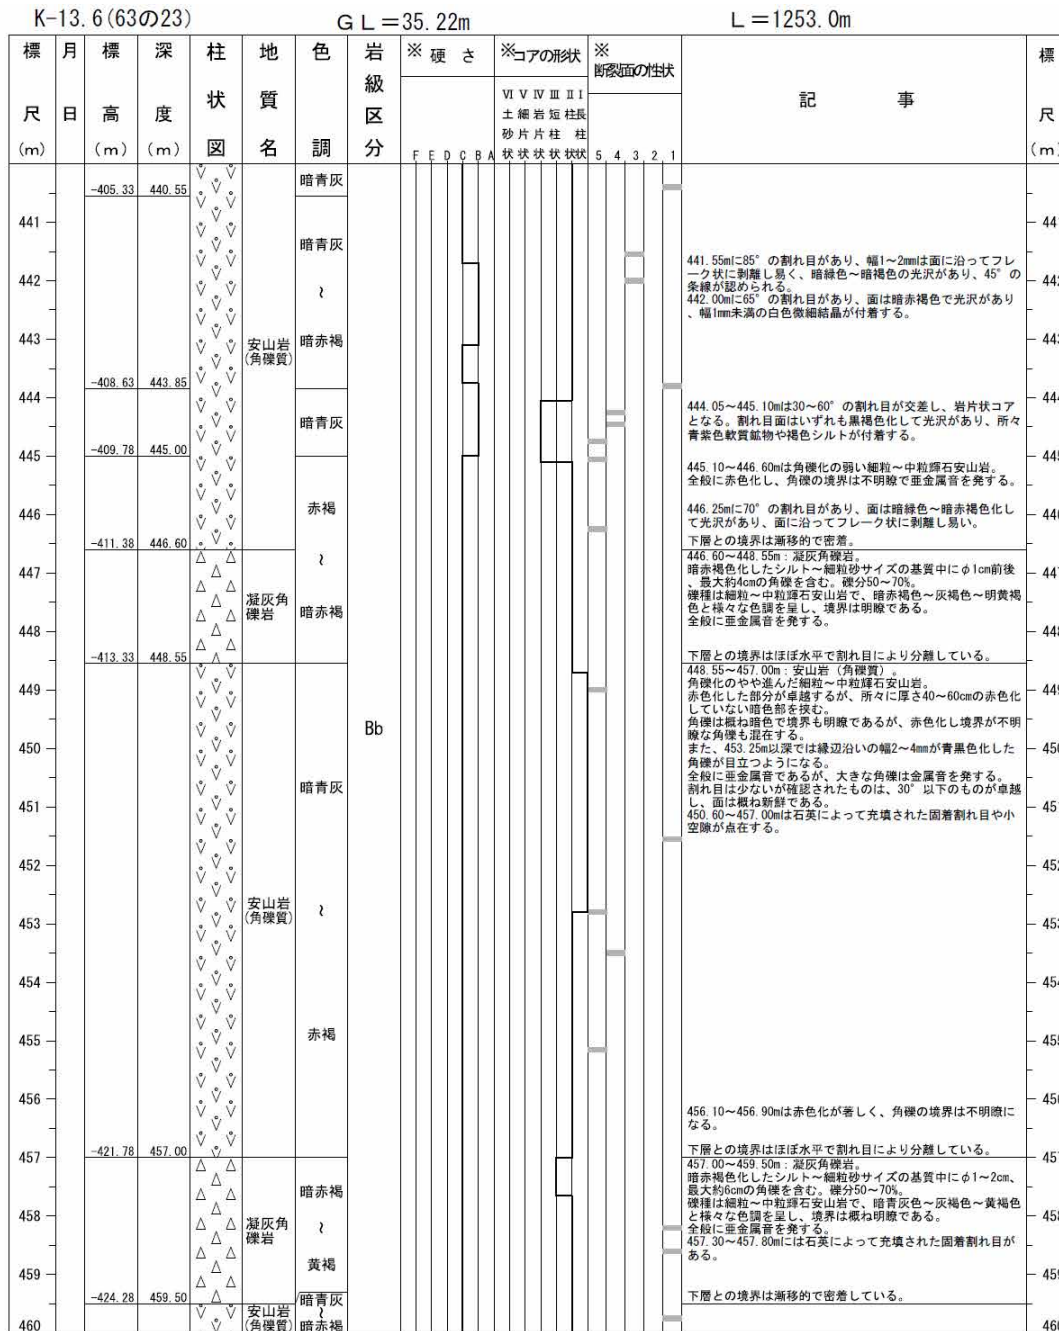 K-13.6(63の23)
GL=35.22m
L=1253.0m
標尺(m)
月日
標高(m)
深度(m)
柱状図
地質名
色調
岩級区分
※硬さ
F E D C B A
※コアの形状
Ⅵ土砂状
Ⅴ細片状
Ⅳ岩片状
Ⅲ短柱状
Ⅱ柱状
Ⅰ長柱状
※断裂面の性状
5 4 3 2 1
記事
標尺(m)
441
442
443
444
445
446
447
448
449
450
451
452
453
454
455
456
457
458
459
460
-405.33 440.55
-408.63 443.85
-409.78 445.00
-411.38 446.60
-413.33 448.55
-421.78 457.00
-424.28 459.50
安山岩
(角礫質)
凝灰角
礫岩
安山岩
(角礫質)
凝灰角
礫岩
安山岩
(角礫質)
暗青灰
暗青灰
~
暗赤褐
暗青灰
赤褐
~
暗赤褐
暗青灰
~
赤褐
暗赤褐
~
黄褐
暗青灰
~
暗赤褐
Bb
441.55mに85°の割れ目があり、幅1~2mmは面に沿ってフレ
ーク状に剥離し易く、暗緑色~暗褐色の光沢があり、45°の
条線が認められる。
442.00mに65°の割れ目があり、面は暗赤褐色で光沢があり
、幅1mm未満の白色微細結晶が付着する。
444.05~445.10mは30~60°の割れ目が交差し、岩片状コア
となる。割れ目面はいずれも黒褐色化して光沢があり、所々
青紫色軟質鉱物や褐色シルトが付着する。
445.10~446.60mは角礫化の弱い細粒~中粒輝石安山岩。
全般に赤色化し、角礫の境界は不明瞭で亜金属音を発する。
446.25mに70°の割れ目があり、面は暗緑色~暗赤褐色化し
て光沢があり、面に沿ってフレーク状に剥離し易い。
下層との境界は漸移的で密着。
446.60~448.55m:凝灰角礫岩。
暗赤褐色化したシルト~細粒砂サイズの基質中にφ1cm前後
、最大約4cmの角礫を含む。礫分50~70%。
礫種は細粒~中粒輝石安山岩で、暗赤褐色~灰褐色~明黄褐
色と様々な色調を呈し、境界は明瞭である。
全般に亜金属音を発する。
下層との境界はほぼ水平で割れ目により分離している。
448.55~457.00m:安山岩(角礫質)。
角礫化のやや進んだ細粒~中粒輝石安山岩。
赤色化した部分が卓越するが、所々に厚さ40~60cmの赤色化
していない暗色部を挟む。
角礫は概ね暗色で境界も明瞭であるが、赤色化し境界が不明
瞭な角礫も混在する。
また、453.25m以深では縁辺沿いの幅2~4mmが青黒色化した
角礫が目立つようになる。
全般に亜金属音であるが、大きな角礫は金属音を発する。
割れ目は少ないが確認されたものは、30°以下のものが卓越
し、面は概ね新鮮である。
450.60~457.00mは石英によって充填された固着割れ目や小
空隙が点在する。
456.10~456.90mは赤色化が著しく、角礫の境界は不明瞭に
なる。
下層との境界はほぼ水平で割れ目により分離している。
457.00~459.50m:凝灰角礫岩。
暗赤褐色化したシルト~細粒砂サイズの基質中にφ1~2cm、
最大約6cmの角礫を含む。礫分50~70%。
礫種は細粒~中粒輝石安山岩で、暗青灰色~灰褐色~黄褐色
と様々な色調を呈し、境界は概ね明瞭である。
全般に亜金属音を発する。
457.30~457.80mには石英によって充填された固着割れ目が
ある。
下層との境界は漸移的で密着している。